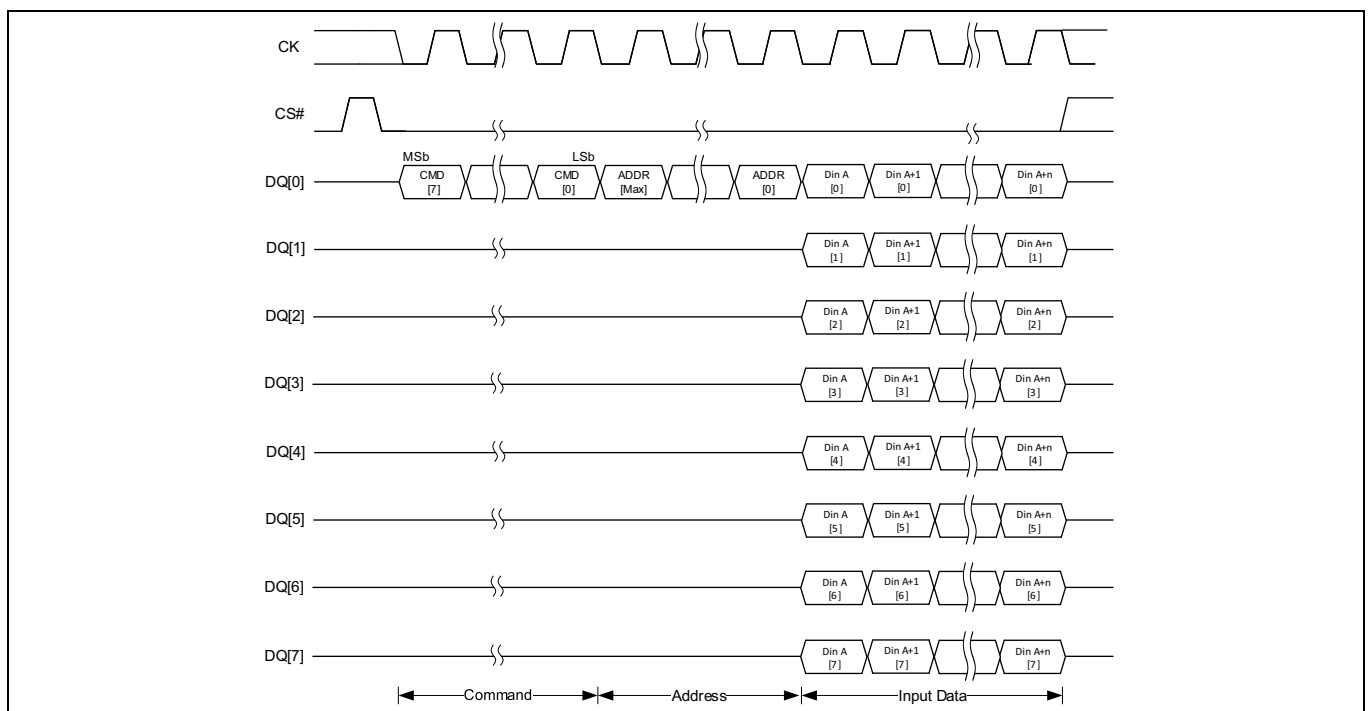 CK
CS#
MSb LSb
DQ[0] CMD CMD ADDR ADDR Din A Din A+1 Din A+n
[7] [0] [Max] [0] [0] [0] [0]
DQ[1] Din A Din A+1 Din A+n
[1] [1] [1]
DQ[2] Din A Din A+1 Din A+n
[2] [2] [2]
DQ[3] Din A Din A+1 Din A+n
[3] [3] [3]
DQ[4] Din A Din A+1 Din A+n
[4] [4] [4]
DQ[5] Din A Din A+1 Din A+n
[5] [5] [5]
DQ[6] Din A Din A+1 Din A+n
[6] [6] [6]
DQ[7] Din A Din A+1 Din A+n
[7] [7] [7]
Command Address Input Data